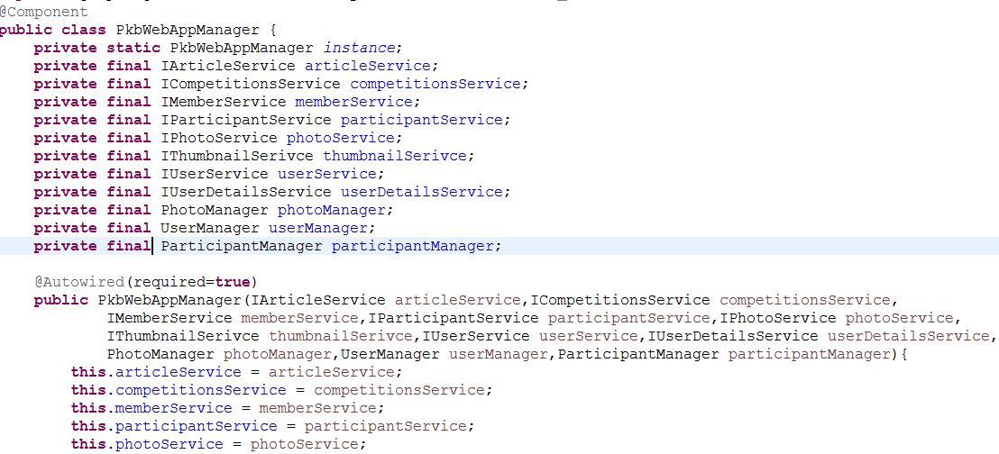 @Component
public class PkbWebAppManager {
    private static PkbWebAppManager instance;
    private final IArticleService articleService;
    private final ICompetitionsService competitionsService;
    private final IMemberService memberService;
    private final IParticipantService participantService;
    private final IPhotoService photoService;
    private final IThumbnailSerivce thumbnailSerivce;
    private final IUserService userService;
    private final IUserDetailsService userDetailsService;
    private final PhotoManager photoManager;
    private final UserManager userManager;
    private final ParticipantManager participantManager;

    @Autowired(required=true)
    public PkbWebAppManager(IArticleService articleService,ICompetitionsService competitionsService,
            IMemberService memberService,IParticipantService participantService,IPhotoService photoService,
            IThumbnailSerivce thumbnailSerivce,IUserService userService,IUserDetailsService userDetailsService,
            PhotoManager photoManager,UserManager userManager,ParticipantManager participantManager){
        this.articleService = articleService;
        this.competitionsService = competitionsService;
        this.memberService = memberService;
        this.participantService = participantService;
        this.photoService = photoService;